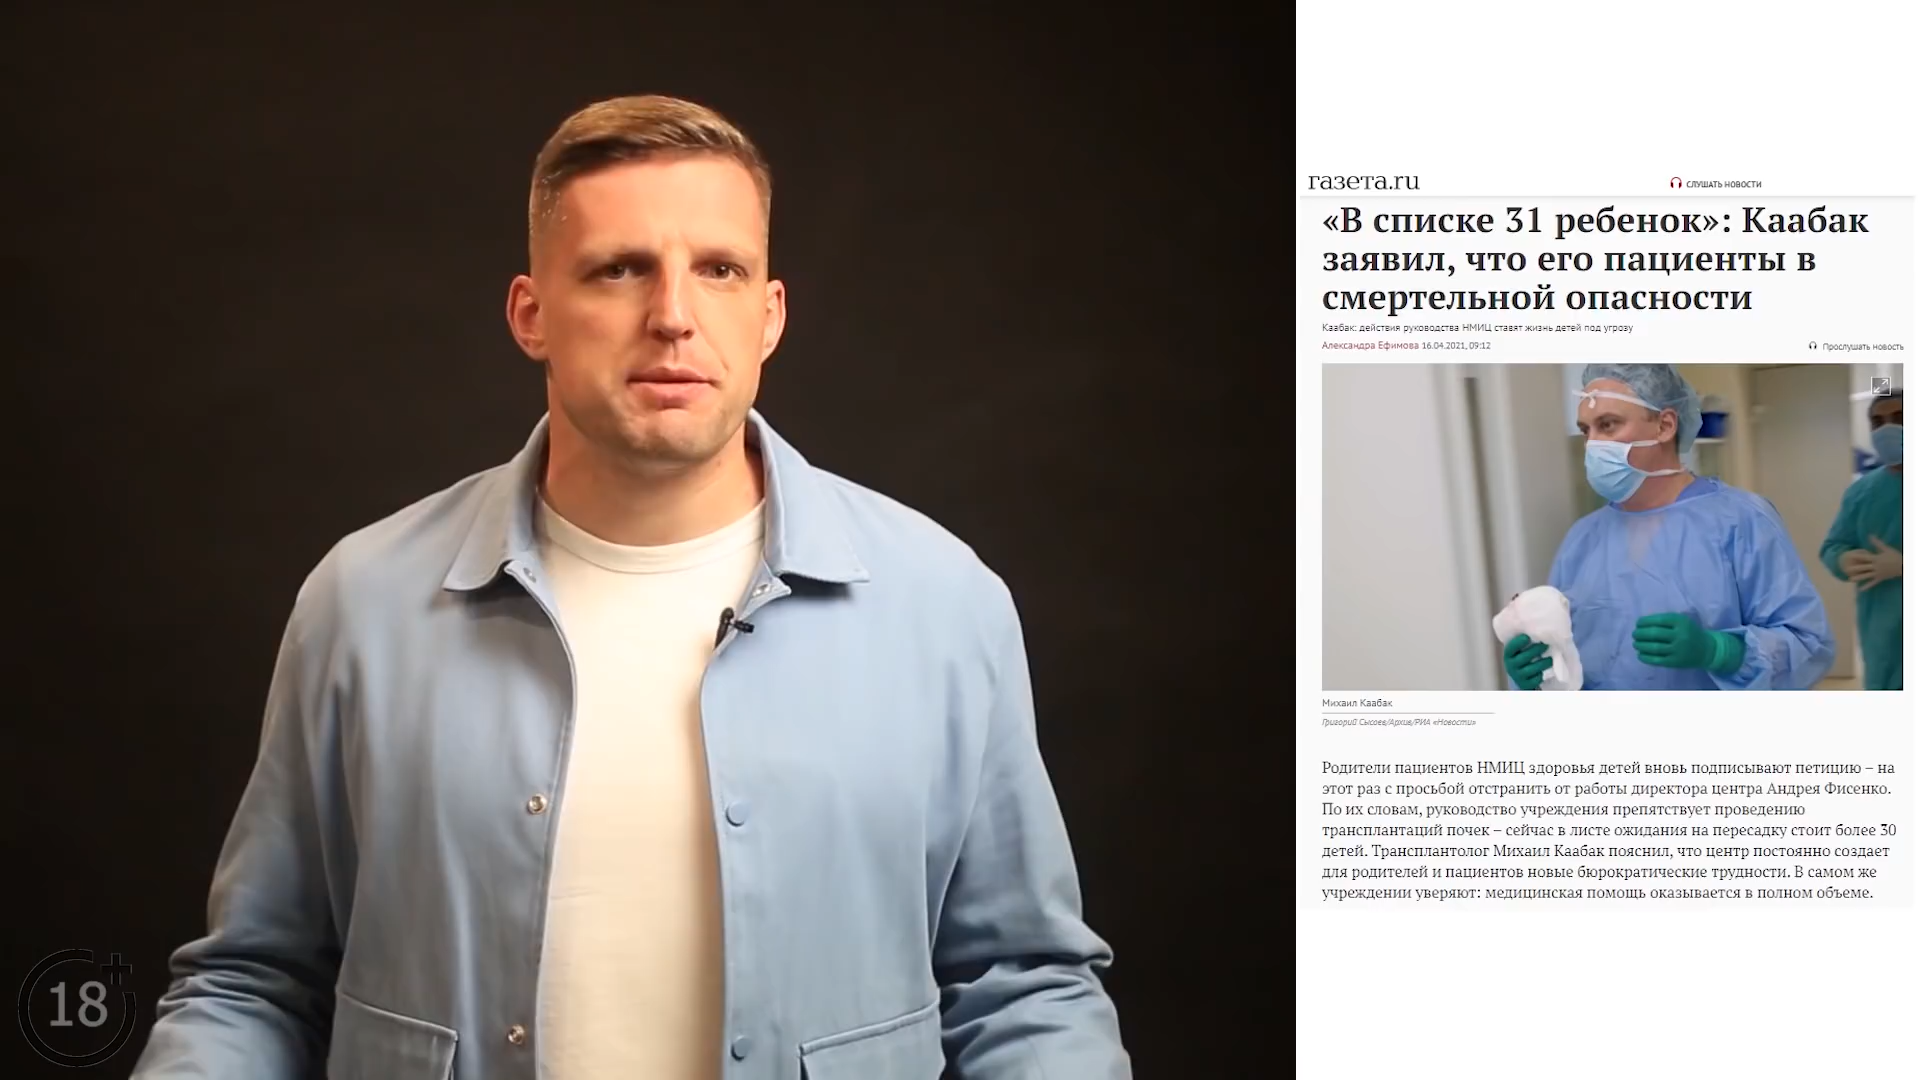 газета.ru
СЛУШАТЬ НОВОСТИ
«В списке 31 ребенок»: Каабак
заявил, что его пациенты в
смертельной опасности
Каабак: действия руководства НМИЦ ставят жизнь детей под угрозу
Александра Ефимова 16.04.2021, 09:12
Прослушать новость
Михаил Каабак
Григорий Сысоев/Архив/РИА «Новости»
Родители пациентов НМИЦ здоровья детей вновь подписывают петицию – на
этот раз с просьбой отстранить от работы директора центра Андрея Фисенко.
По их словам, руководство учреждения препятствует проведению
трансплантаций почек – сейчас в листе ожидания на пересадку стоит более 30
детей. Трансплантолог Михаил Каабак пояснил, что центр постоянно создает
для родителей и пациентов новые бюрократические трудности. В самом же
учреждении уверяют: медицинская помощь оказывается в полном объеме.
18+